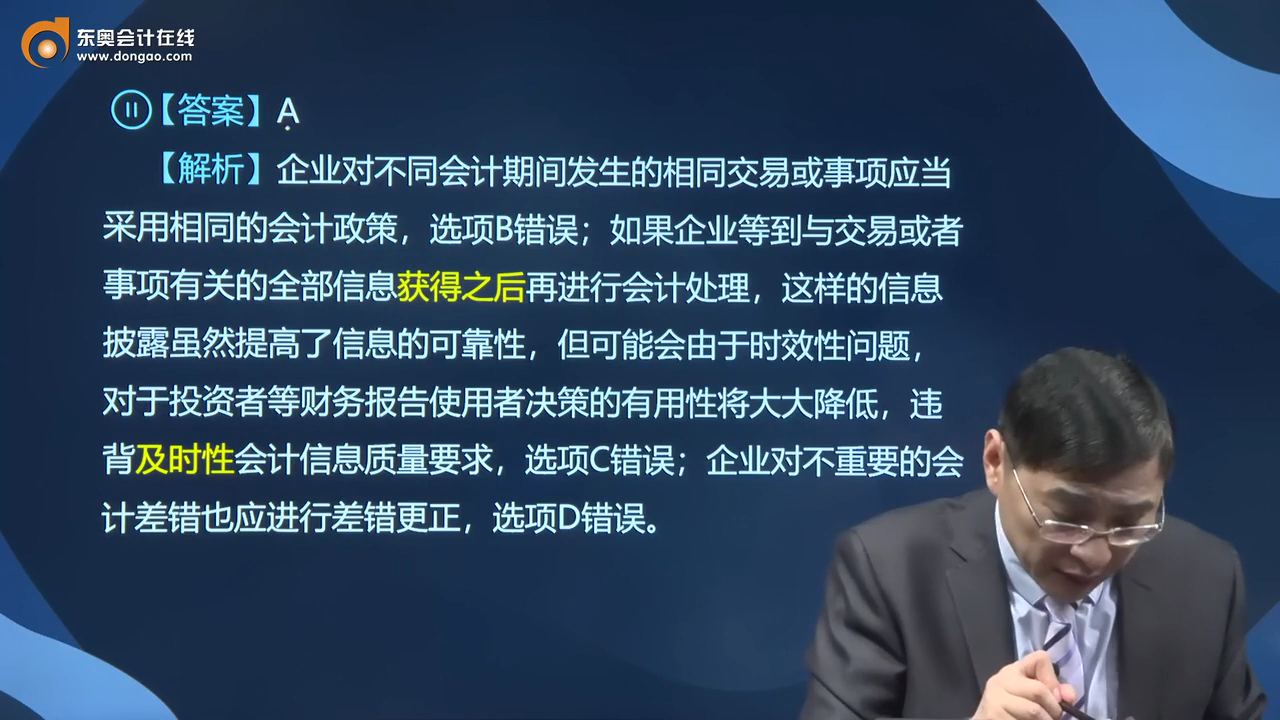 东奥会计在线
www.dongao.com
【答案】A
【解析】企业对不同会计期间发生的相同交易或事项应当
采用相同的会计政策，选项B错误；如果企业等到与交易或者
事项有关的全部信息获得之后再进行会计处理，这样的信息
披露虽然提高了信息的可靠性，但可能会由于时效性问题，
对于投资者等财务报告使用者决策的有用性将大大降低，违
背及时性会计信息质量要求，选项C错误；企业对不重要的会
计差错也应进行差错更正，选项D错误。